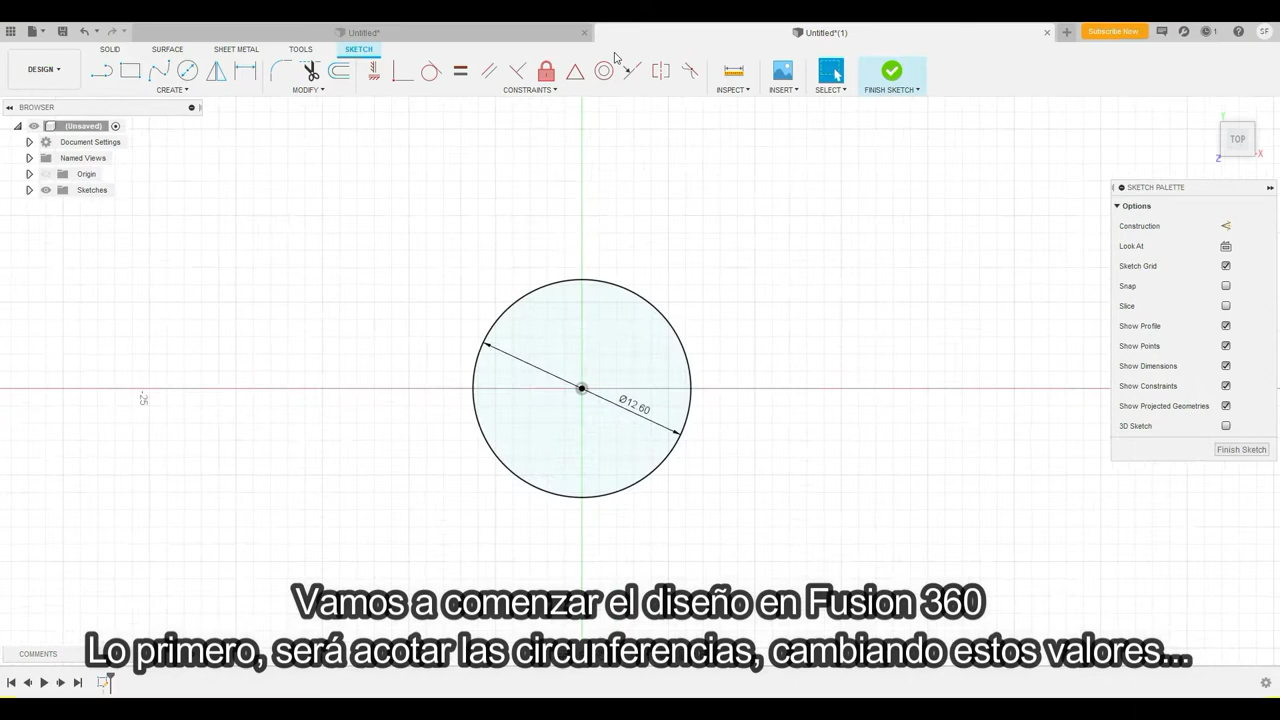 Untitled*
Untitled*(1)
Subscribe Now
1
SF
DESIGN
SOLID
SURFACE
SHEET METAL
TOOLS
SKETCH
CREATE
MODIFY
CONSTRAINTS
INSPECT
INSERT
SELECT
FINISH SKETCH
BROWSER
(Unsaved)
Document Settings
Named Views
Origin
Sketches
Y
TOP
X
Z
SKETCH PALETTE
Options
Construction
Look At
Sketch Grid
Snap
Slice
Show Profile
Show Points
Show Dimensions
Show Constraints
Show Projected Geometries
3D Sketch
Finish Sketch
-25
Ø12.60
Vamos a comenzar el diseño en Fusion 360
Lo primero, será acotar las circunferencias, cambiando estos valores...
COMMENTS